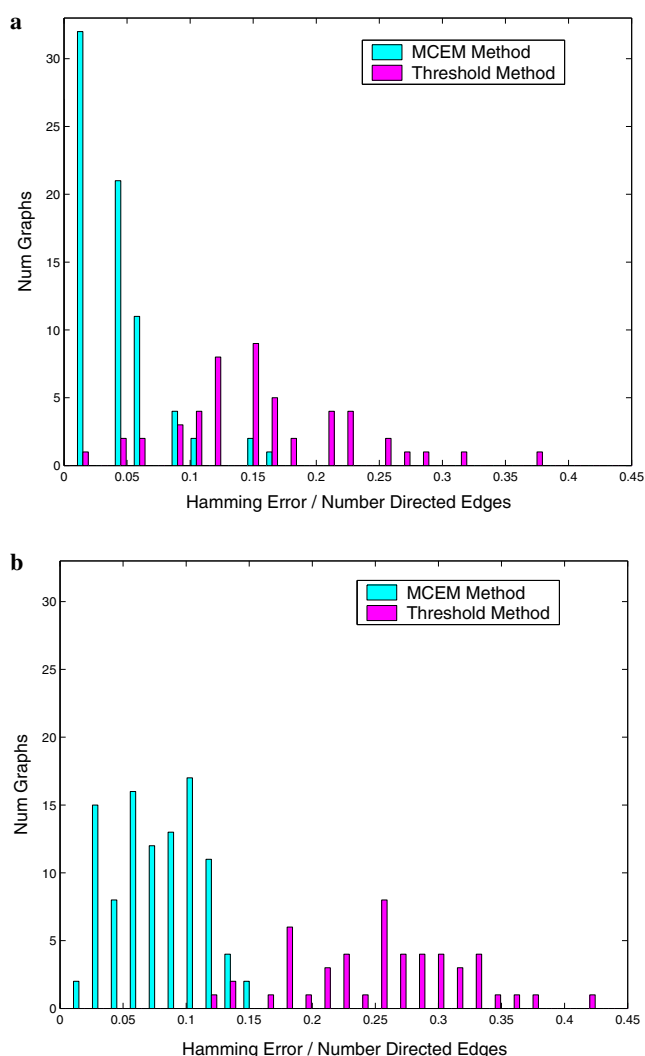 a
MCEM Method
Threshold Method
30
25
20
15
10
5
0
Num Graphs
0 0.05 0.1 0.15 0.2 0.25 0.3 0.35 0.4 0.45
Hamming Error / Number Directed Edges
b
MCEM Method
Threshold Method
30
25
20
15
10
5
0
Num Graphs
0 0.05 0.1 0.15 0.2 0.25 0.3 0.35 0.4 0.45
Hamming Error / Number Directed Edges